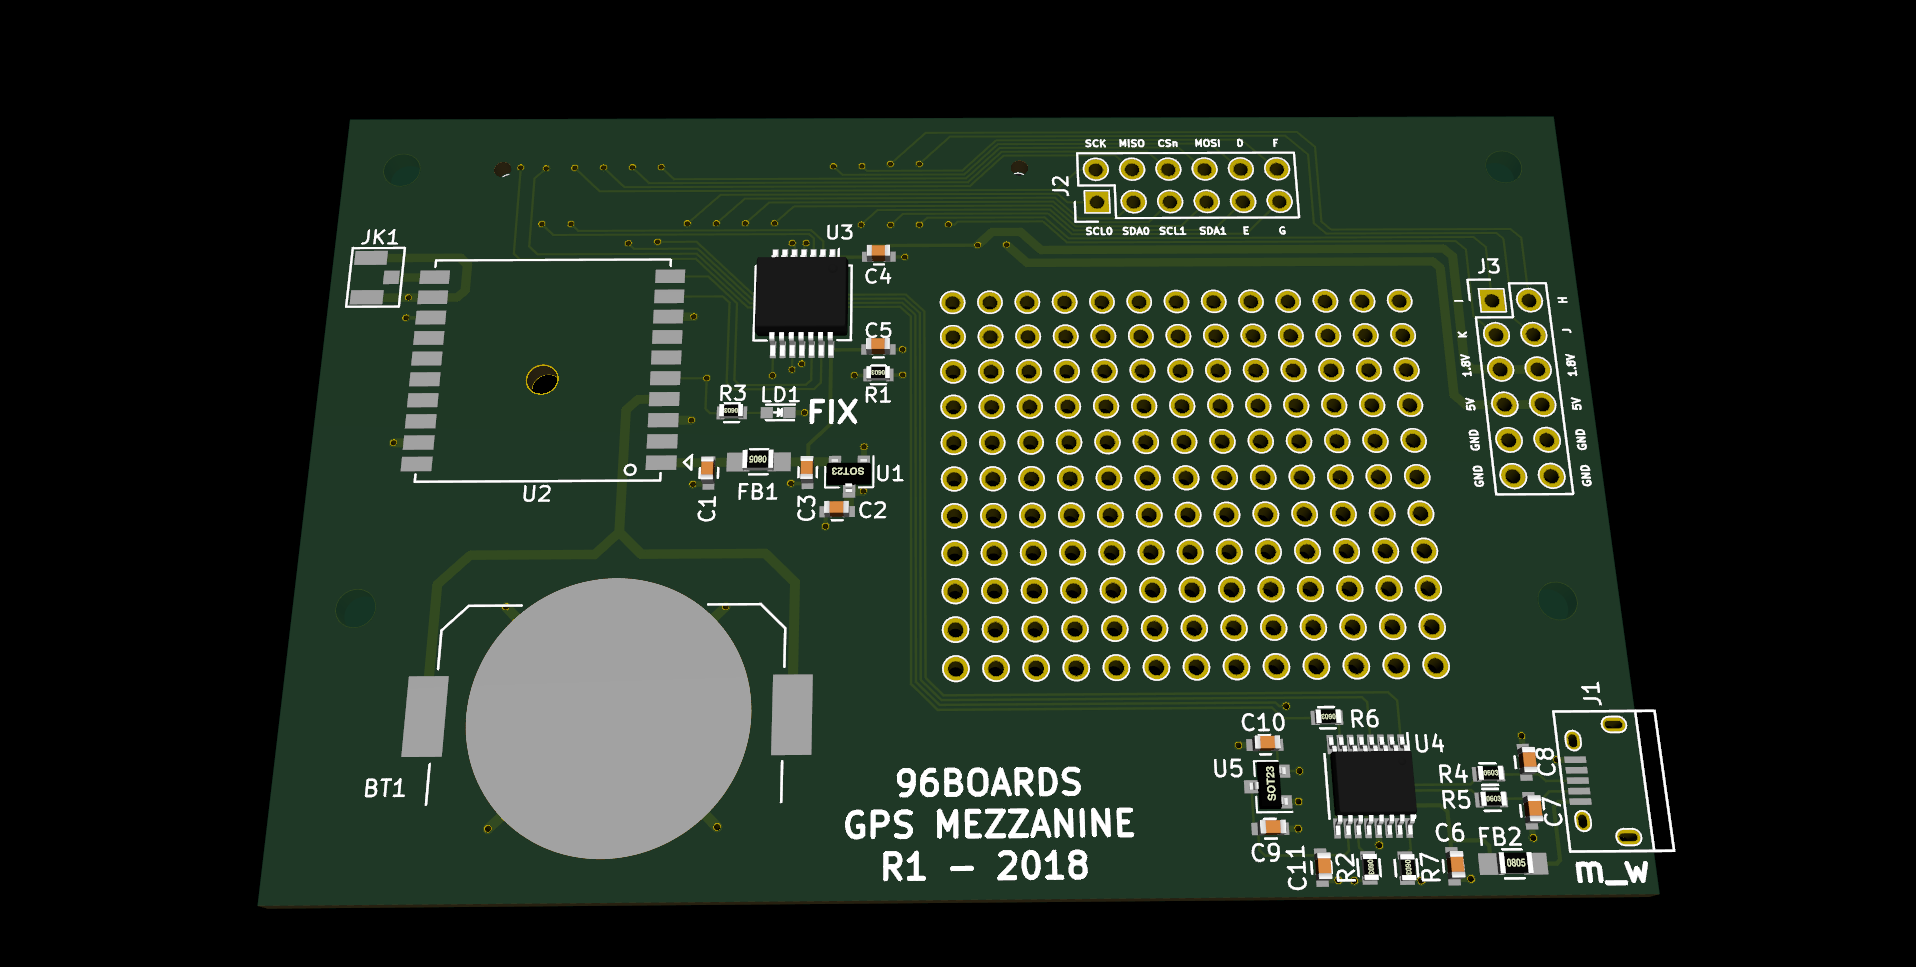 SCK MISO CSn MOSI D F
J2
SCL0 SDA0 SCL1 SDA1 E G
JK1
U3
C4
J3
I H
K J
1.8V 1.8V
5V 5V
GND GND
GND GND
C5
0603
R1
R3 LD1
0603
FIX
0805
SOT23
U1
U2
C1
FB1
C3
C2
J1
C10
0603
R6
U4
U5
SOT23
R4
0603
C8
R5
0603
C7
BT1
96BOARDS
GPS MEZZANINE
R1 - 2018
C9
C11
R2
0603
0603
R7
C6
FB2
0805
m_w